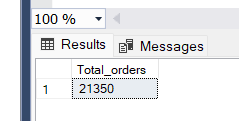 100 %
Results Messages
Total_orders
1 21350